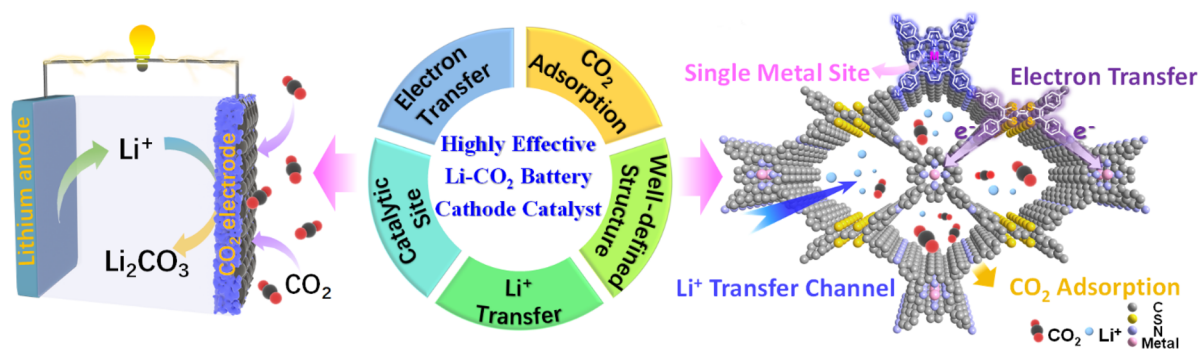 Lithium anode
Li⁺
Li₂CO₃
CO₂ electrode
CO₂
Electron
Transfer
CO₂
Adsorption
Catalytic
Site
Well-defined
Structure
Li⁺
Transfer
Highly Effective
Li-CO₂ Battery
Cathode Catalyst
Single Metal Site
Electron Transfer
e⁻
e⁻
Li⁺ Transfer Channel
CO₂ Adsorption
CO₂
Li⁺
C
S
N
Metal